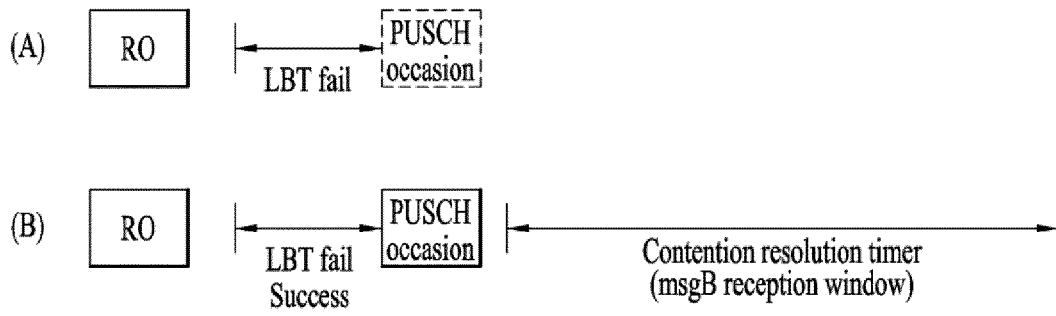 (A)
RO
LBT fail
PUSCH
occasion
(B)
RO
LBT fail
Success
PUSCH
occasion
Contention resolution timer
(msgB reception window)